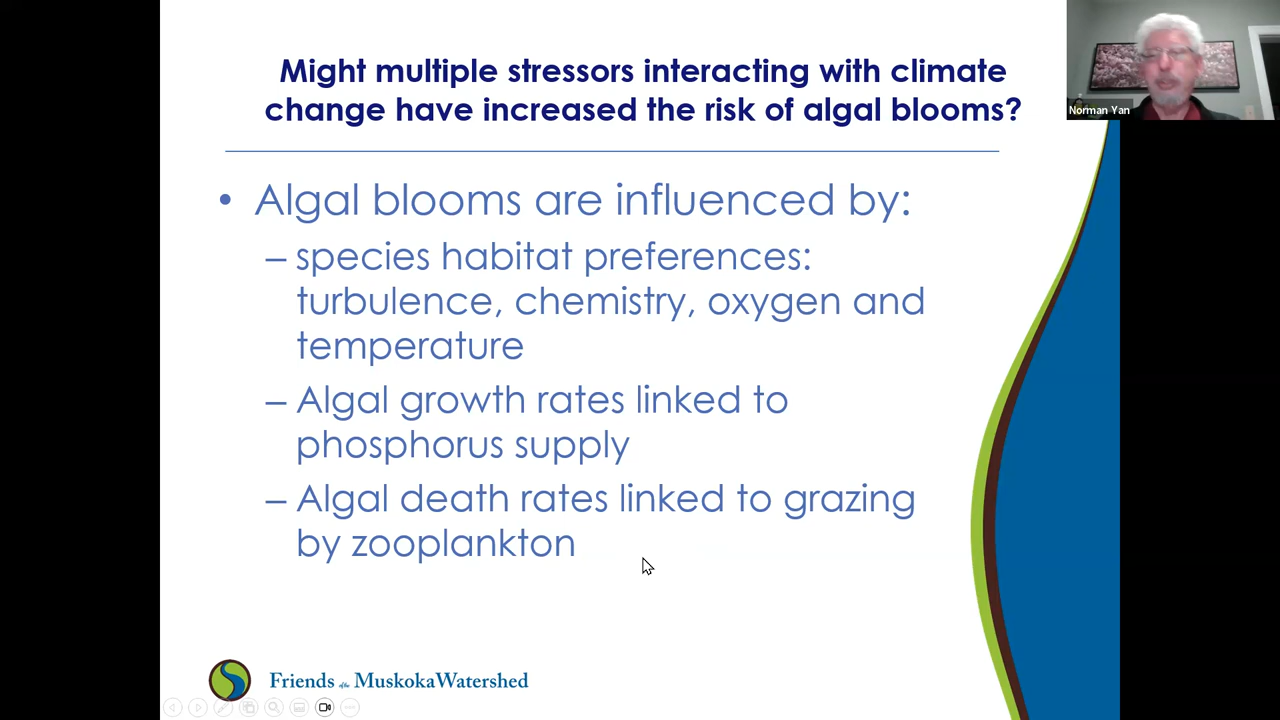 Might multiple stressors interacting with climate
change have increased the risk of algal blooms?
Norman Yan
• Algal blooms are influenced by:
– species habitat preferences:
turbulence, chemistry, oxygen and
temperature
– Algal growth rates linked to
phosphorus supply
– Algal death rates linked to grazing
by zooplankton
Friends of the MuskokaWatershed